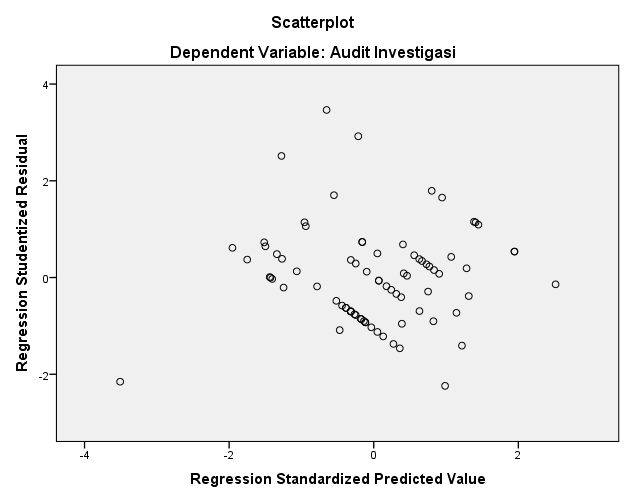 Scatterplot
Dependent Variable: Audit Investigasi
Regression Studentized Residual
4
2
0
-2
-4
-2
0
2
Regression Standardized Predicted Value